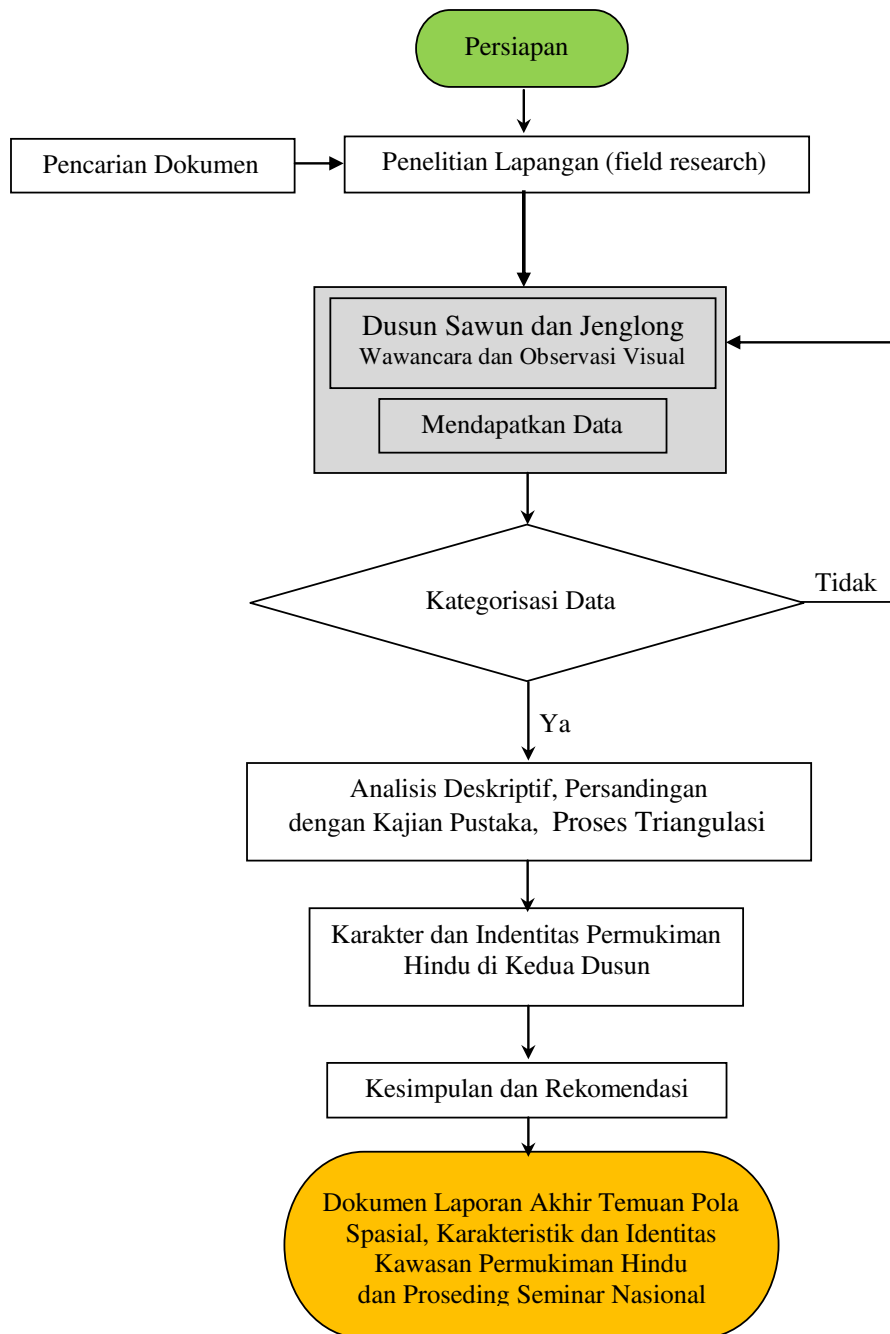 Persiapan
Pencarian Dokumen
Penelitian Lapangan (field research)
Dusun Sawun dan Jenglong
Wawancara dan Observasi Visual
Mendapatkan Data
Kategorisasi Data
Tidak
Ya
Analisis Deskriptif, Persandingan
dengan Kajian Pustaka, Proses Triangulasi
Karakter dan Indentitas Permukiman
Hindu di Kedua Dusun
Kesimpulan dan Rekomendasi
Dokumen Laporan Akhir Temuan Pola
Spasial, Karakteristik dan Identitas
Kawasan Permukiman Hindu
dan Proseding Seminar Nasional